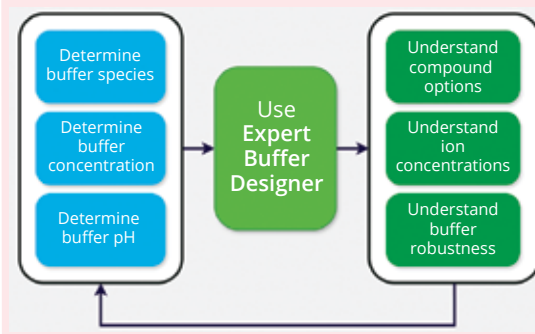 Determine
buffer species
Determine
buffer
concentration
Determine
buffer pH
Use
Expert
Buffer
Designer
Understand
compound
options
Understand
ion
concentrations
Understand
buffer
robustness